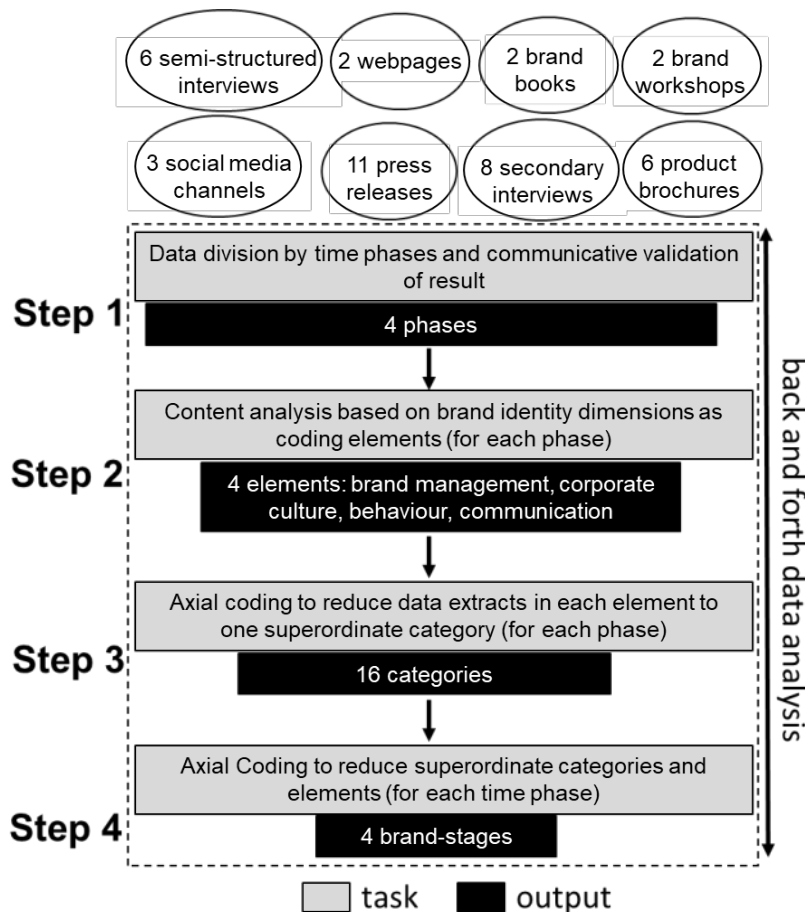 6 semi-structured
interviews
2 webpages
2 brand
books
2 brand
workshops
3 social media
channels
11 press
releases
8 secondary
interviews
6 product
brochures
Step 1
Data division by time phases and communicative validation
of result
4 phases
Step 2
Content analysis based on brand identity dimensions as
coding elements (for each phase)
4 elements: brand management, corporate
culture, behaviour, communication
Step 3
Axial coding to reduce data extracts in each element to
one superordinate category (for each phase)
16 categories
Step 4
Axial Coding to reduce superordinate categories and
elements (for each time phase)
4 brand-stages
back and forth data analysis
task
output